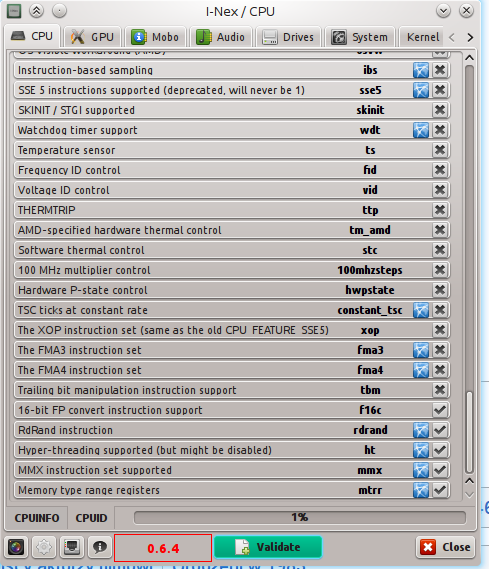 I-Nex / CPU
CPU GPU Mobo Audio Drives System Kernel
OS visible workaround (AMD) osvw
Instruction-based sampling ibs
SSE 5 instructions supported (deprecated, will never be 1) sse5
SKINIT / STGI supported skinit
Watchdog timer support wdt
Temperature sensor ts
Frequency ID control fid
Voltage ID control vid
THERMTRIP ttp
AMD-specified hardware thermal control tm_amd
Software thermal control stc
100 MHz multiplier control 100mhzsteps
Hardware P-state control hwpstate
TSC ticks at constant rate constant_tsc
The XOP instruction set (same as the old CPU_FEATURE_SSE5) xop
The FMA3 instruction set fma3
The FMA4 instruction set fma4
Trailing bit manipulation instruction support tbm
16-bit FP convert instruction support f16c
RdRand instruction rdrand
Hyper-threading supported (but might be disabled) ht
MMX instruction set supported mmx
Memory type range registers mtrr
CPUINFO CPUID 1%
0.6.4 Validate Close